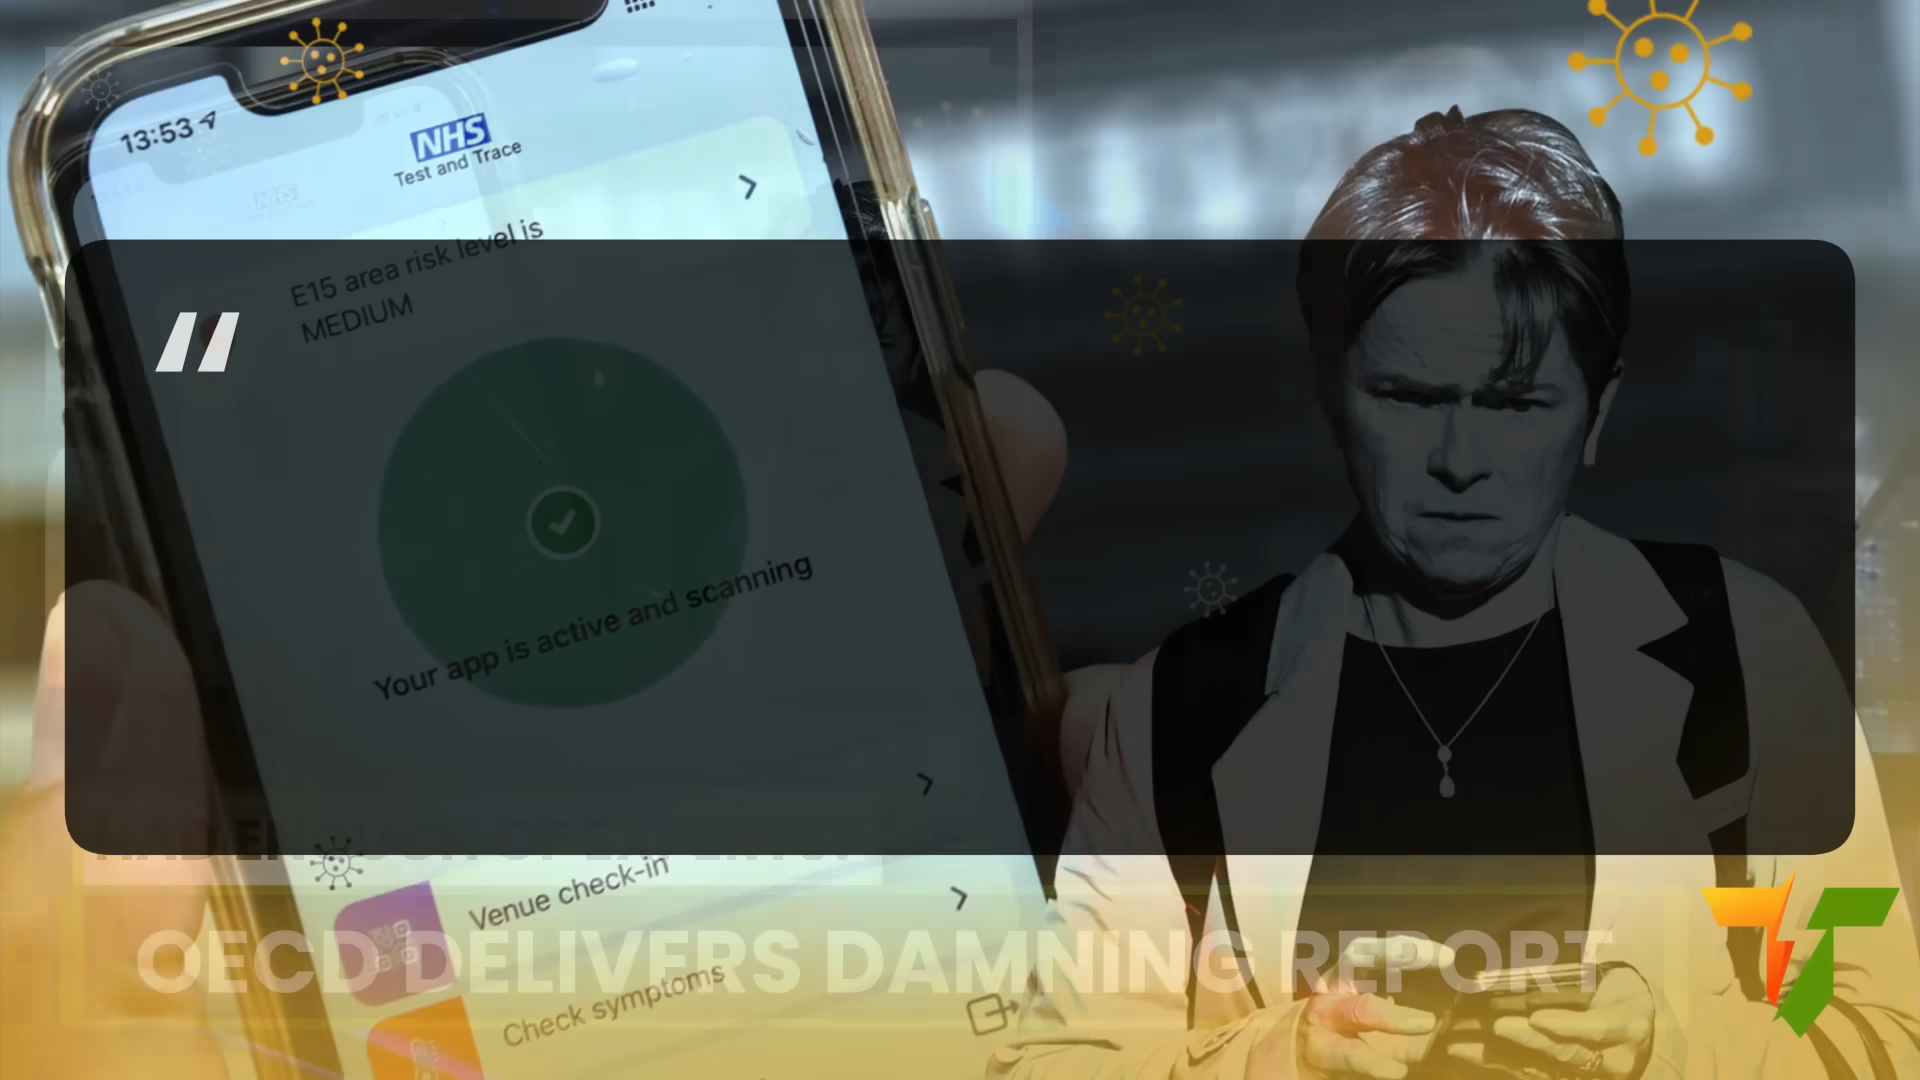 13:53
NHS
Test and Trace
E15 area risk level is
MEDIUM
“
Your app is active and scanning
Venue check-in
OECD DELIVERS DAMNING REPORT
Check symptoms